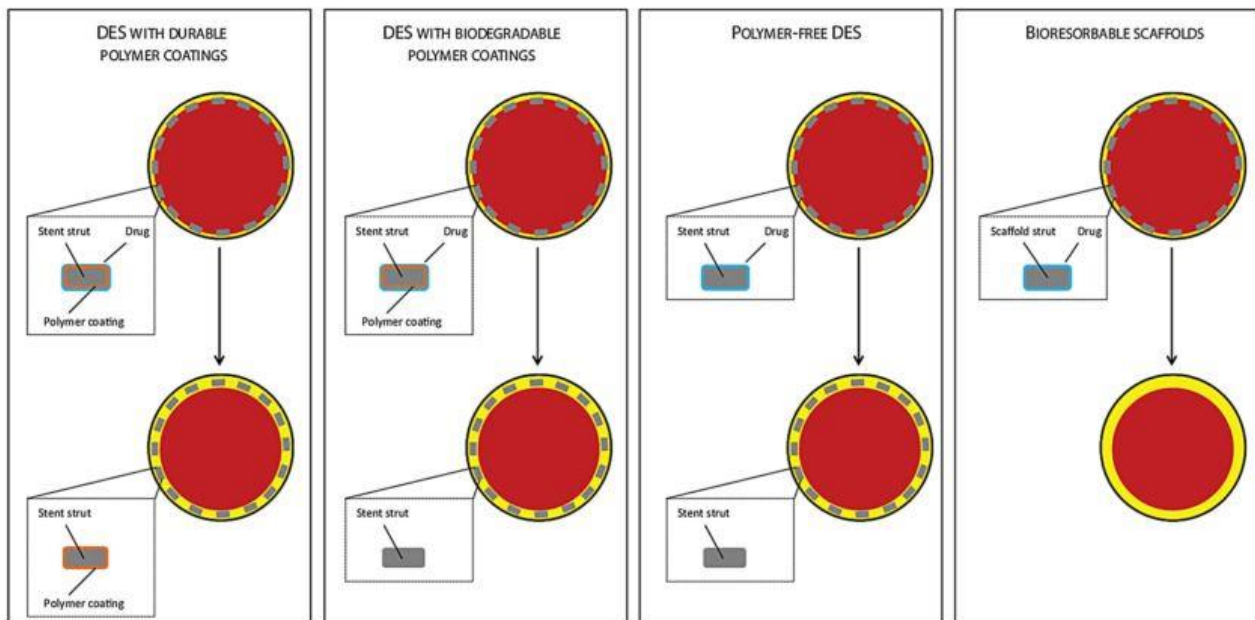 DES WITH DURABLE
POLYMER COATINGS
Stent strut
Drug
Polymer coating
Stent strut
Polymer coating
DES WITH BIODEGRADABLE
POLYMER COATINGS
Stent strut
Drug
Polymer coating
Stent strut
POLYMER-FREE DES
Stent strut
Drug
Stent strut
BIORESORBABLE SCAFFOLDS
Scaffold strut
Drug